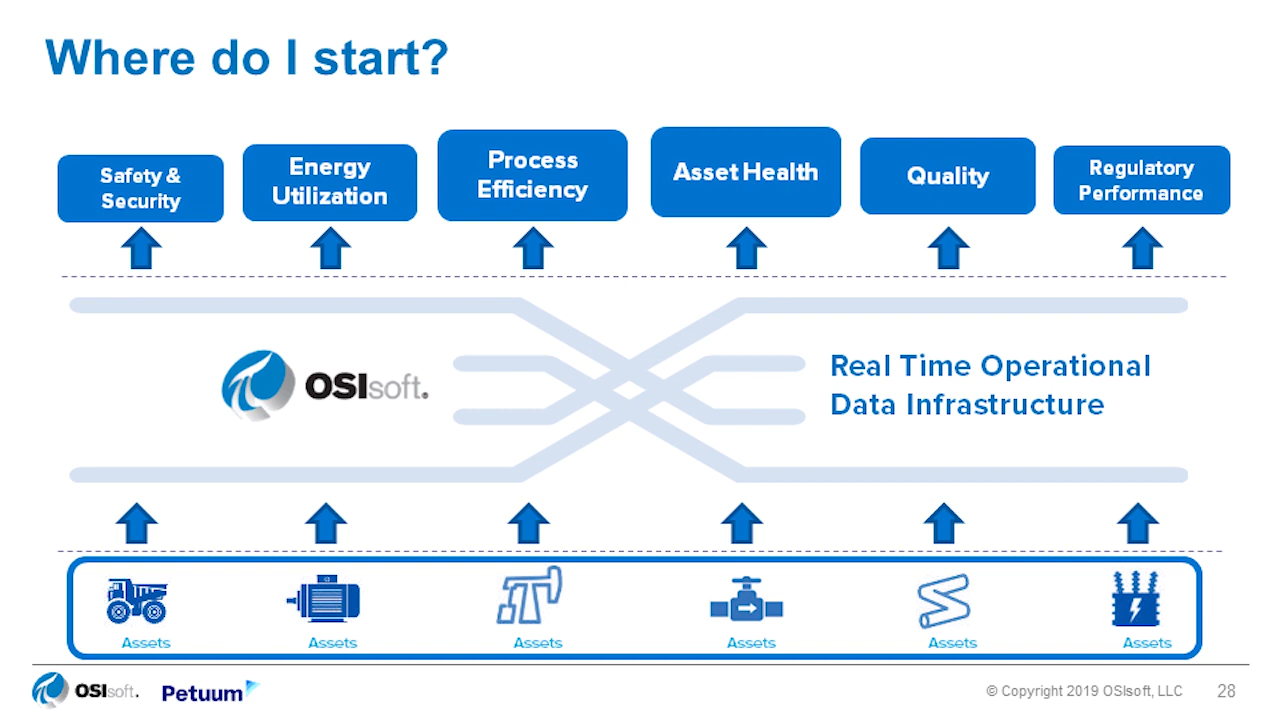 Where do I start?
Safety &
Security
Energy
Utilization
Process
Efficiency
Asset Health
Quality
Regulatory
Performance
OSIsoft.
Real Time Operational
Data Infrastructure
Assets
Assets
Assets
Assets
Assets
Assets
OSIsoft.
Petuum
© Copyright 2019 OSIsoft, LLC
28